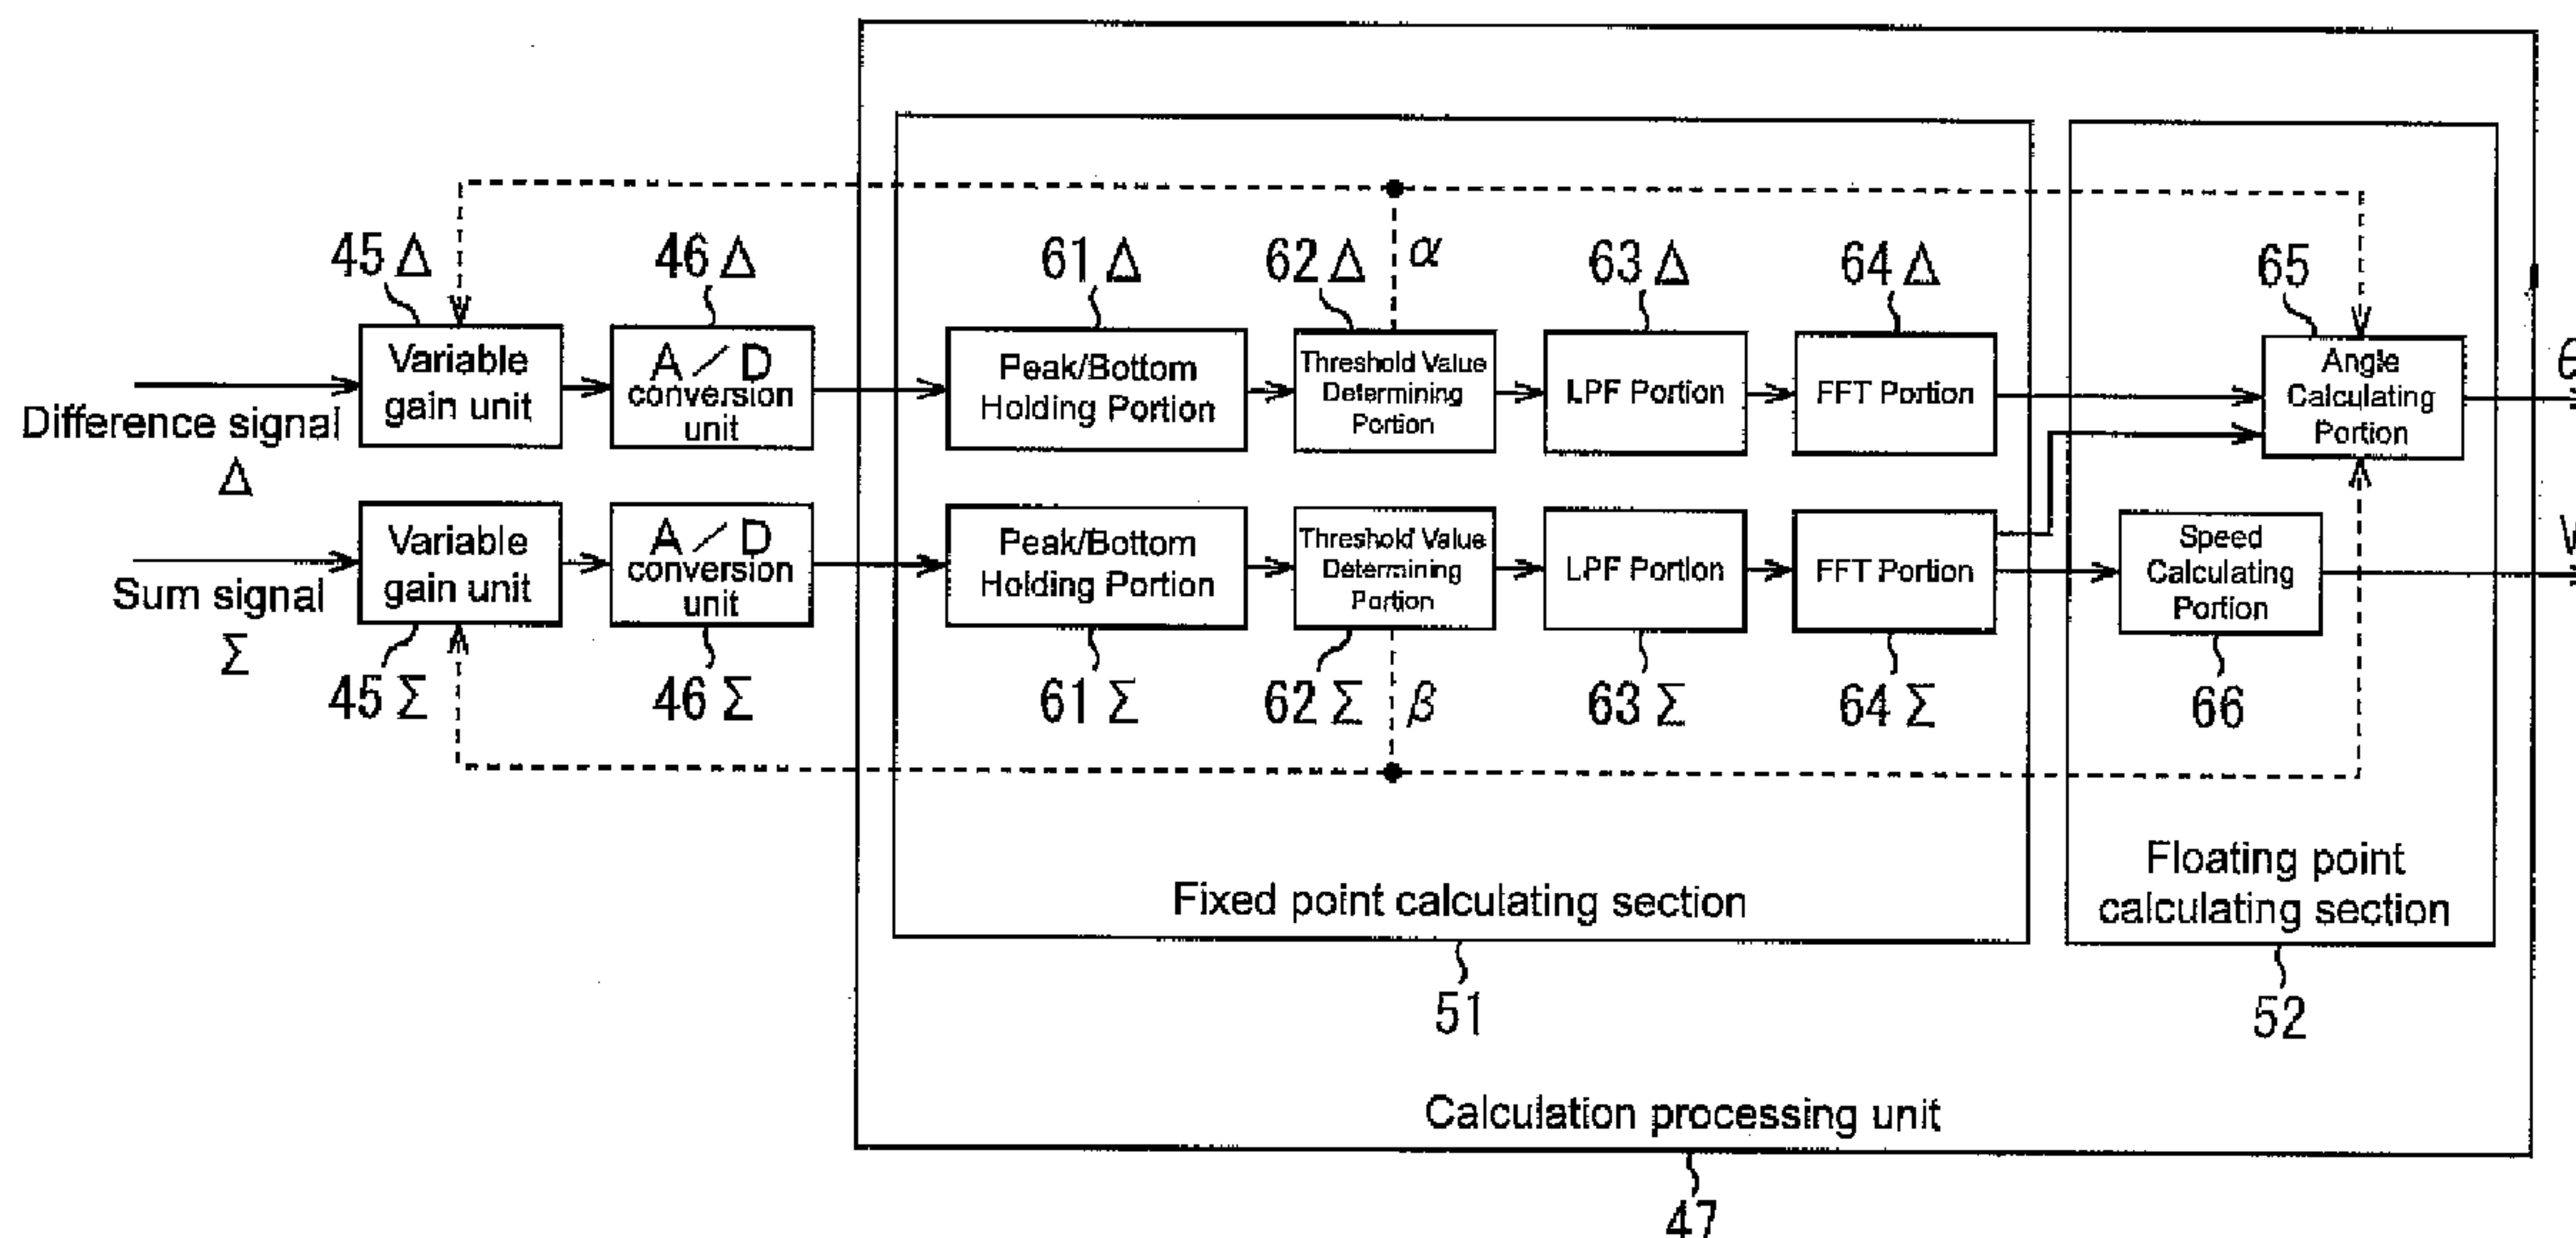 45 Δ
46 Δ
61 Δ
62 Δ
α
63 Δ
64 Δ
65
Difference signal
Δ
Variable
gain unit
A/D
conversion
unit
Peak/Bottom
Holding Portion
Threshold Value
Determining
Portion
LPF Portion
FFT Portion
Angle
Calculating
Portion
θ
Sum signal
Σ
Variable
gain unit
A/D
conversion
unit
Peak/Bottom
Holding Portion
Threshold Value
Determining
Portion
LPF Portion
FFT Portion
Speed
Calculating
Portion
45 Σ
46 Σ
61 Σ
62 Σ
β
63 Σ
64 Σ
66
Fixed point calculating section
51
Floating point
calculating section
52
Calculation processing unit
47